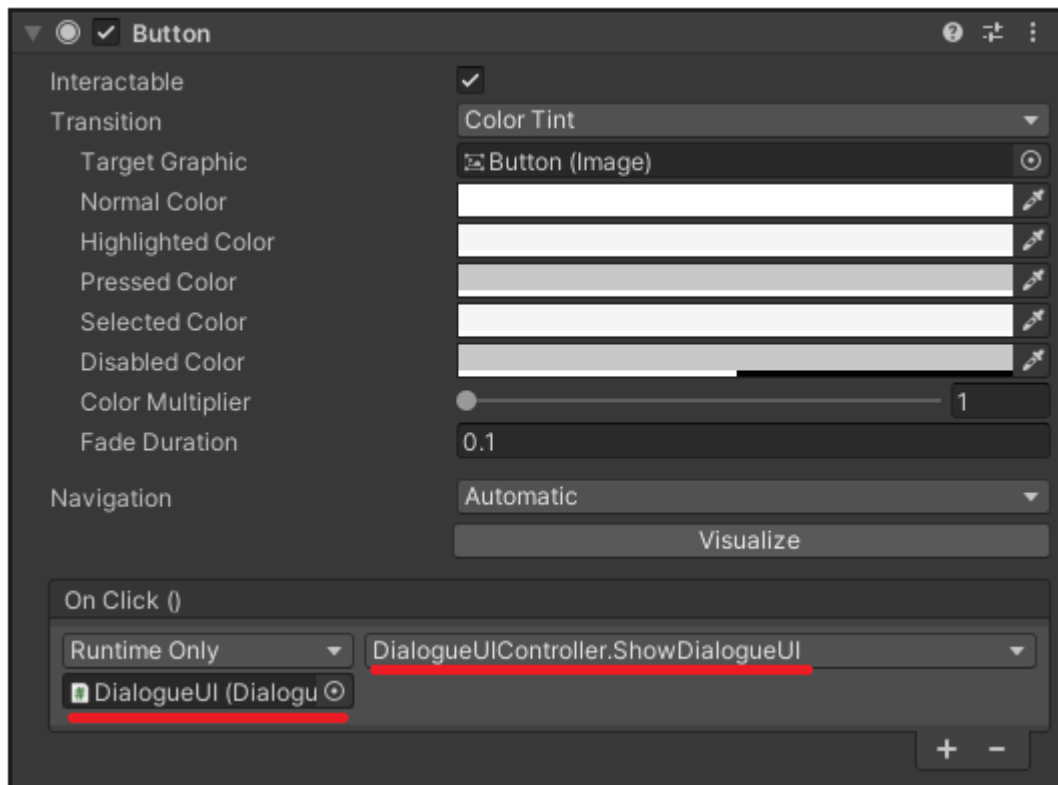 Button
Interactable
Transition Color Tint
Target Graphic Button (Image)
Normal Color
Highlighted Color
Pressed Color
Selected Color
Disabled Color
Color Multiplier 1
Fade Duration 0.1
Navigation Automatic
Visualize
On Click ()
Runtime Only DialogueUIController.ShowDialogueUI
DialogueUI (Dialogu